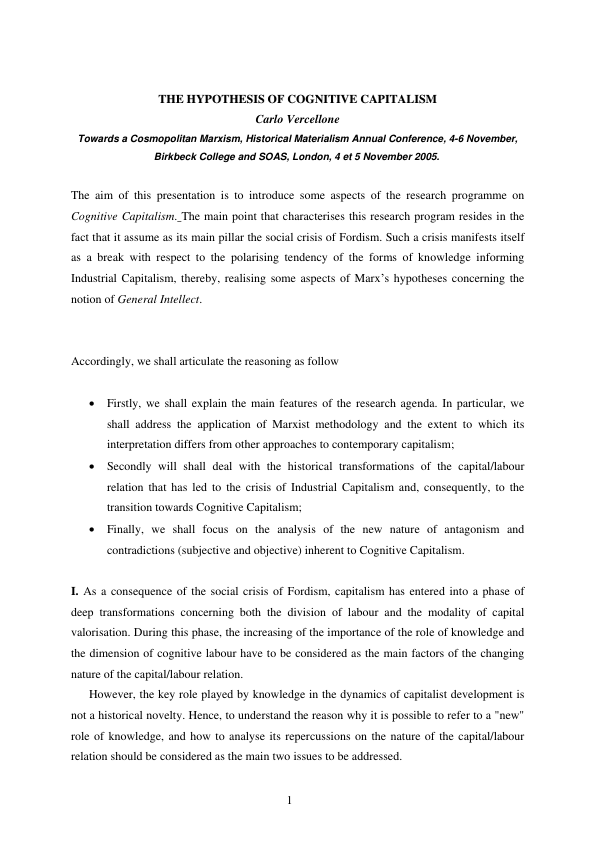 THE HYPOTHESIS OF COGNITIVE CAPITALISM
Carlo Vercellone
Towards a Cosmopolitan Marxism, Historical Materialism Annual Conference, 4-6 November,
Birkbeck College and SOAS, London, 4 et 5 November 2005.
The aim of this presentation is to introduce some aspects of the research programme on
Cognitive Capitalism. The main point that characterises this research program resides in the
fact that it assume as its main pillar the social crisis of Fordism. Such a crisis manifests itself
as a break with respect to the polarising tendency of the forms of knowledge informing
Industrial Capitalism, thereby, realising some aspects of Marx’s hypotheses concerning the
notion of General Intellect.
Accordingly, we shall articulate the reasoning as follow
• Firstly, we shall explain the main features of the research agenda. In particular, we
shall address the application of Marxist methodology and the extent to which its
interpretation differs from other approaches to contemporary capitalism;
• Secondly will shall deal with the historical transformations of the capital/labour
relation that has led to the crisis of Industrial Capitalism and, consequently, to the
transition towards Cognitive Capitalism;
• Finally, we shall focus on the analysis of the new nature of antagonism and
contradictions (subjective and objective) inherent to Cognitive Capitalism.
I. As a consequence of the social crisis of Fordism, capitalism has entered into a phase of
deep transformations concerning both the division of labour and the modality of capital
valorisation. During this phase, the increasing of the importance of the role of knowledge and
the dimension of cognitive labour have to be considered as the main factors of the changing
nature of the capital/labour relation.
However, the key role played by knowledge in the dynamics of capitalist development is
not a historical novelty. Hence, to understand the reason why it is possible to refer to a "new"
role of knowledge, and how to analyse its repercussions on the nature of the capital/labour
relation should be considered as the main two issues to be addressed.
1